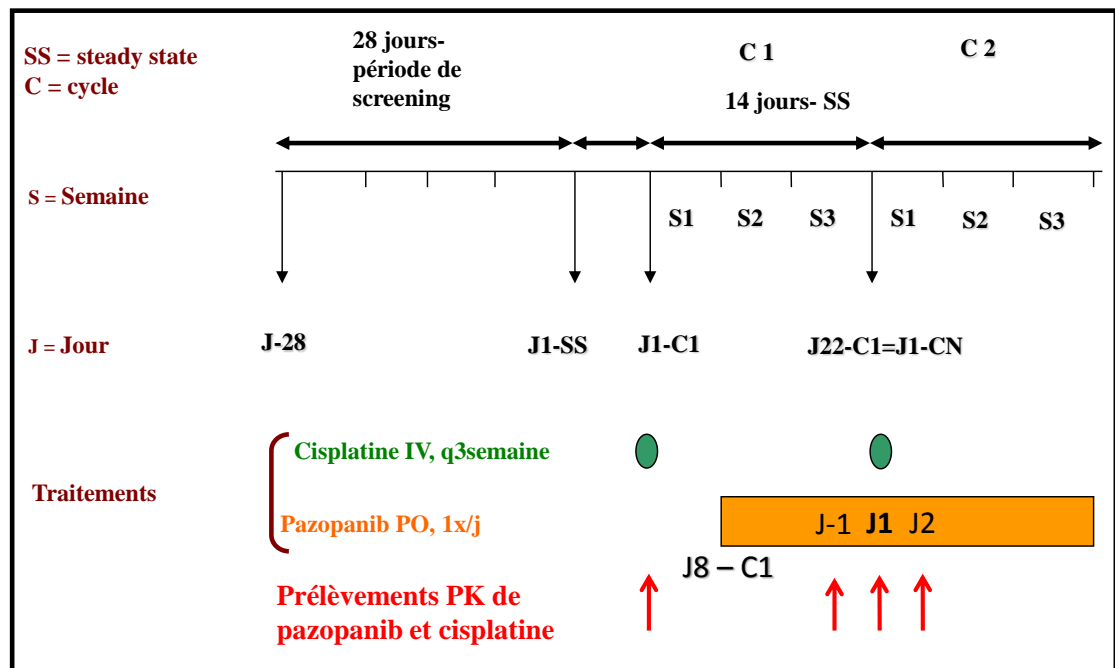 SS = steady state
C = cycle
28 jours-
période de
screening
C 1
C 2
14 jours- SS
S = Semaine
S1
S2
S3
S1
S2
S3
J = Jour
J-28
J1-SS
J1-C1
J22-C1=J1-CN
Traitements
Cisplatine IV, q3semaine
Pazopanib PO, 1x/j
J-1
J1
J2
J8 – C1
Prélèvements PK de
pazopanib et cisplatine